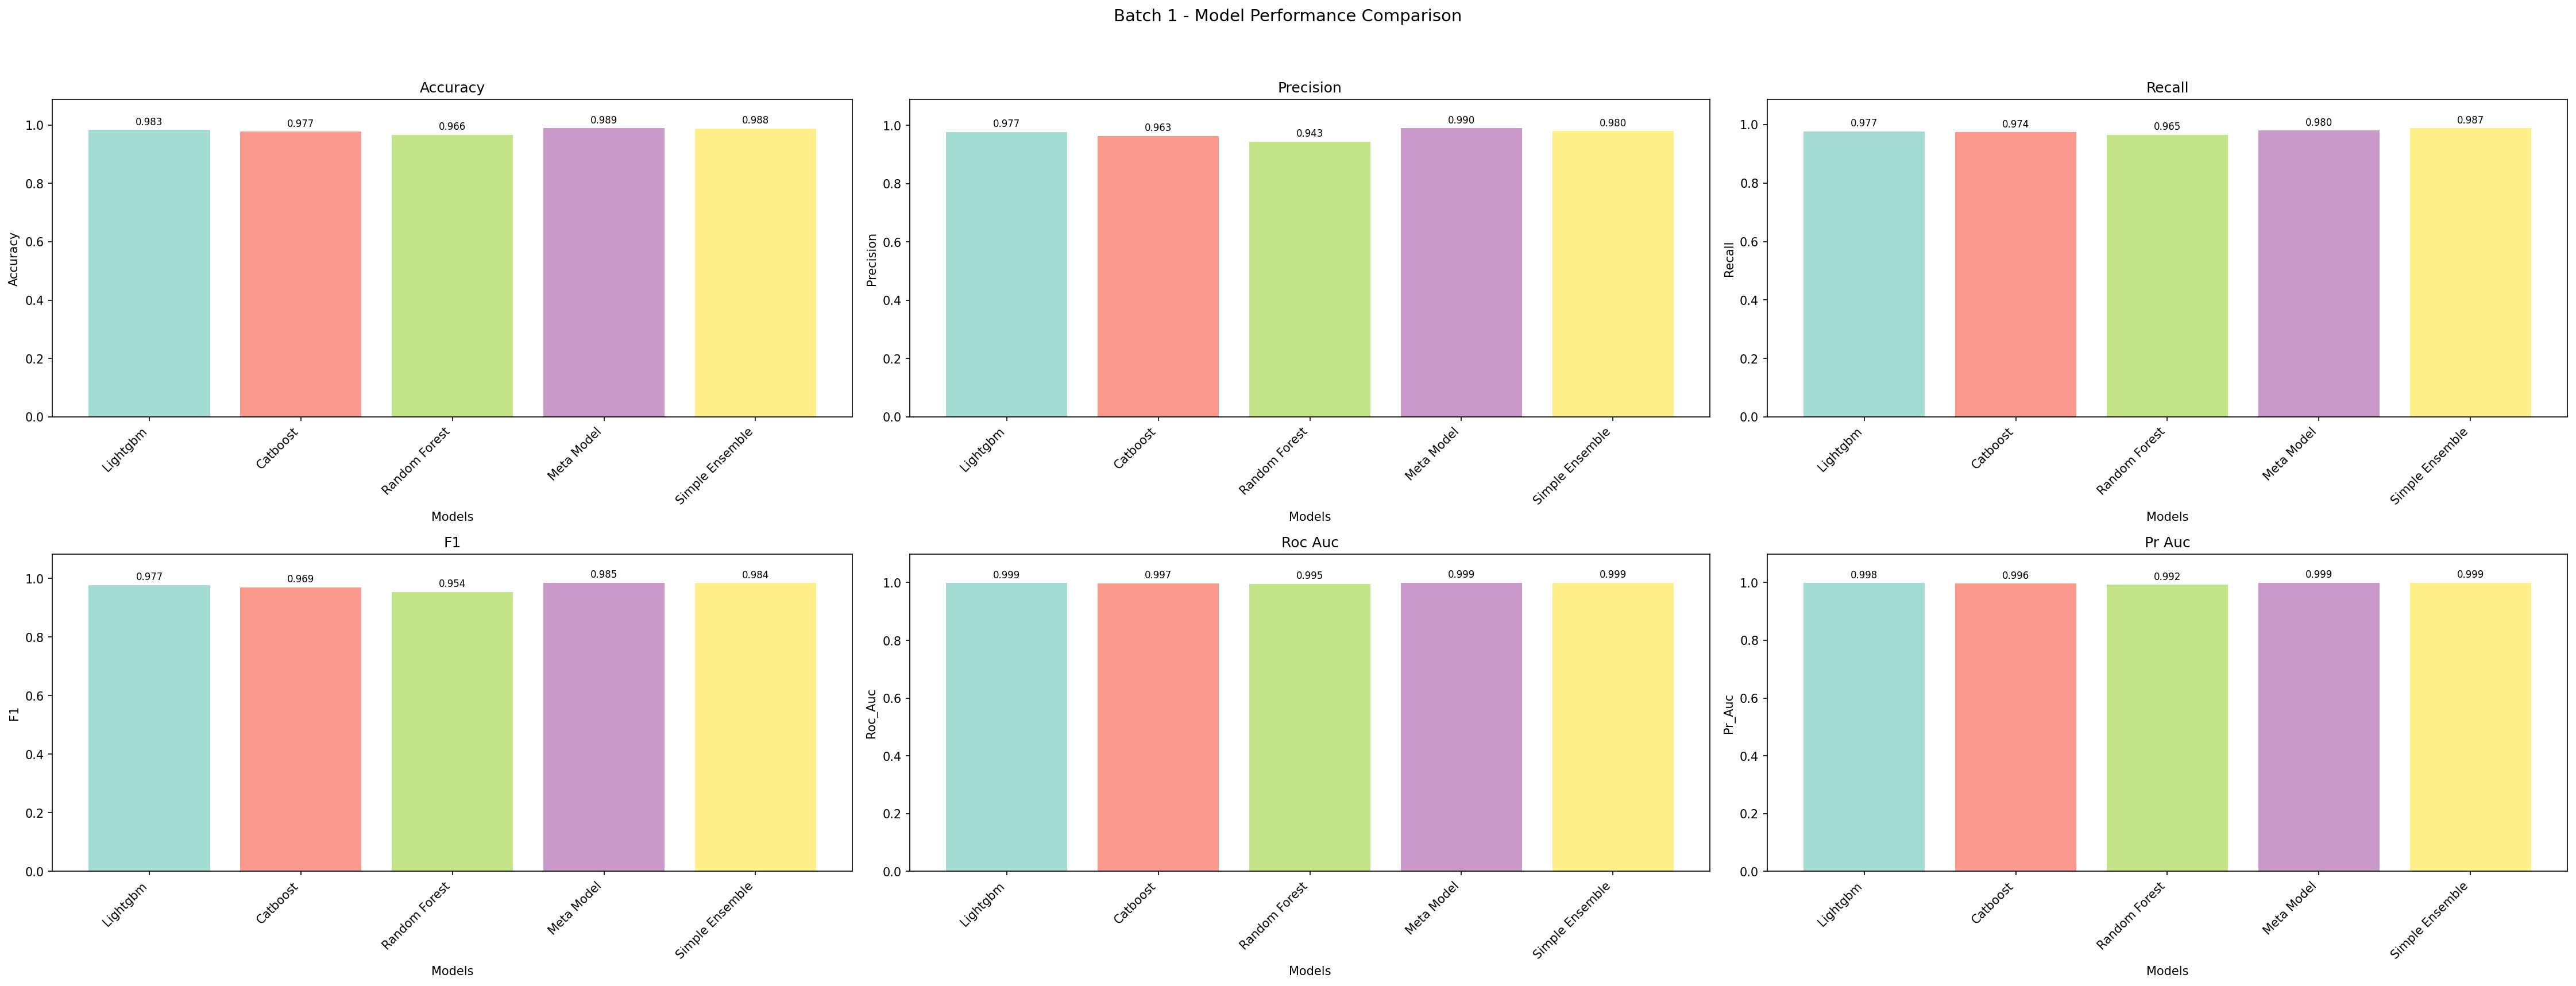 Batch 1 - Model Performance Comparison
Accuracy
Accuracy
1.0
0.8
0.6
0.4
0.2
0.0
0.983
0.977
0.966
0.989
0.988
Lightgbm
Catboost
Random Forest
Meta Model
Simple Ensemble
Models
Precision
Precision
1.0
0.8
0.6
0.4
0.2
0.0
0.977
0.963
0.943
0.990
0.980
Lightgbm
Catboost
Random Forest
Meta Model
Simple Ensemble
Models
Recall
Recall
1.0
0.8
0.6
0.4
0.2
0.0
0.977
0.974
0.965
0.980
0.987
Lightgbm
Catboost
Random Forest
Meta Model
Simple Ensemble
Models
F1
F1
1.0
0.8
0.6
0.4
0.2
0.0
0.977
0.969
0.954
0.985
0.984
Lightgbm
Catboost
Random Forest
Meta Model
Simple Ensemble
Models
Roc Auc
Roc_Auc
1.0
0.8
0.6
0.4
0.2
0.0
0.999
0.997
0.995
0.999
0.999
Lightgbm
Catboost
Random Forest
Meta Model
Simple Ensemble
Models
Pr Auc
Pr_Auc
1.0
0.8
0.6
0.4
0.2
0.0
0.998
0.996
0.992
0.999
0.999
Lightgbm
Catboost
Random Forest
Meta Model
Simple Ensemble
Models